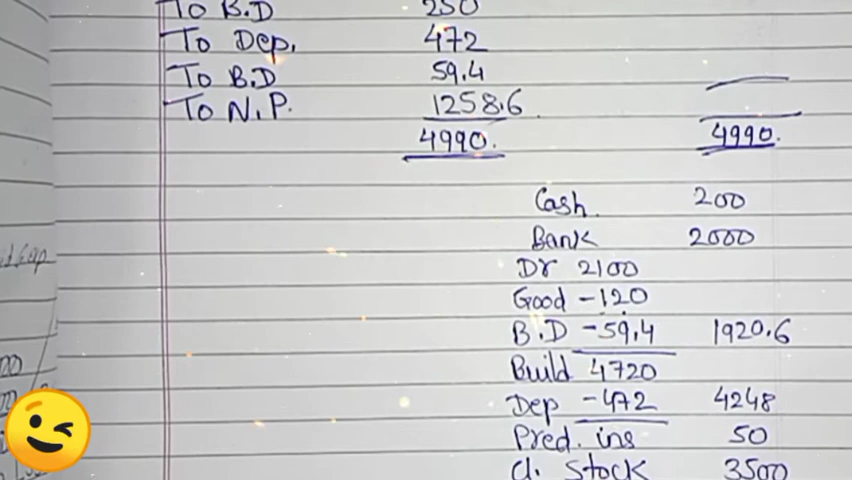 To B.D 250
To Dep. 472
To B.D 59.4
To N.P. 1258.6
4990. 4990.
Cash 200
Bank 2000
Dr 2100
Good -120
B.D -59.4 1920.6
Build 4720
Dep -472 4248
Pred. ins 50
Cl. Stock 3500